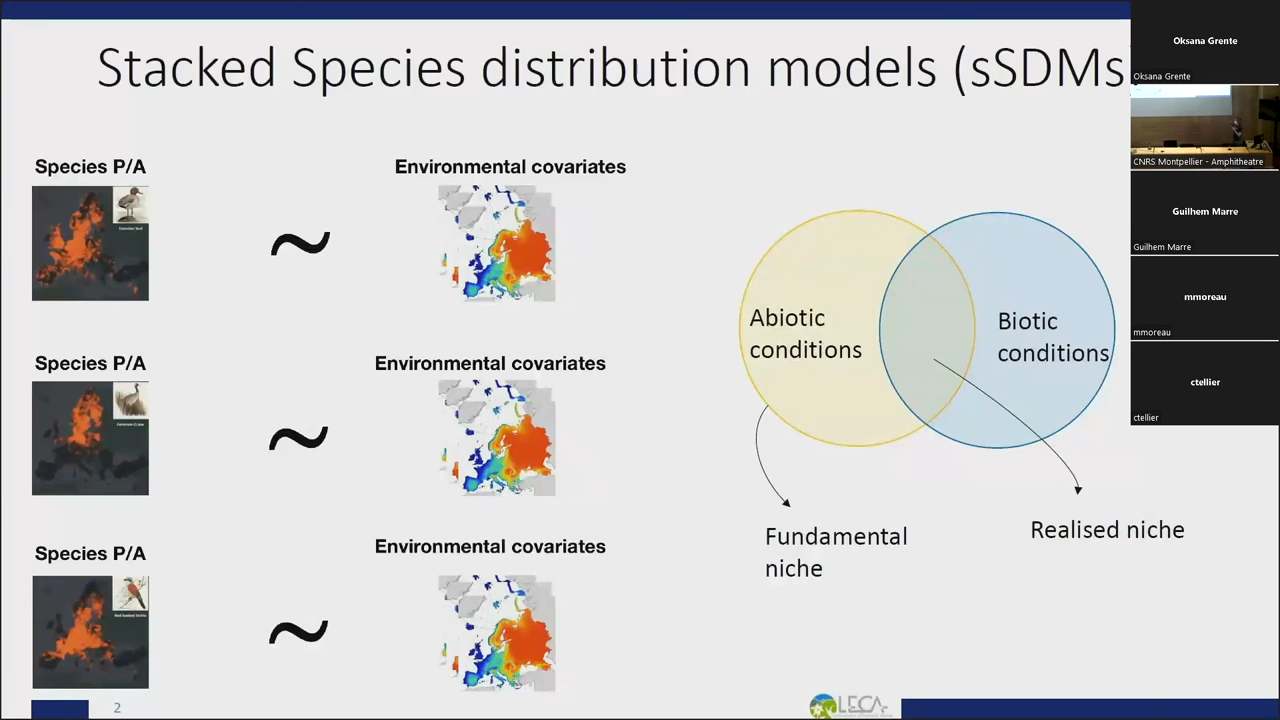 Stacked Species distribution models (sSDMs
Species P/A
Environmental covariates
Species P/A
Environmental covariates
Species P/A
Environmental covariates
Abiotic
conditions
Biotic
conditions
Fundamental
niche
Realised niche
2
LECA
Oksana Grente
Oksana Grente
CNRS Montpellier - Amphitheatre
Guilhem Marre
Guilhem Marre
mmoreau
mmoreau
ctellier
ctellier